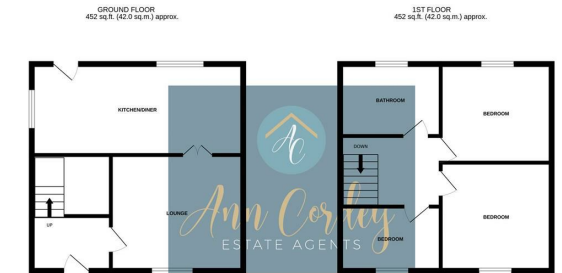 GROUND FLOOR
452 sq.ft. (42.0 sq.m.) approx.
1ST FLOOR
452 sq.ft. (42.0 sq.m.) approx.
KITCHEN/DINER
LOUNGE
UP
BATHROOM
BEDROOM
DOWN
BEDROOM
BEDROOM
AC
Ann Cordey
ESTATE AGENTS